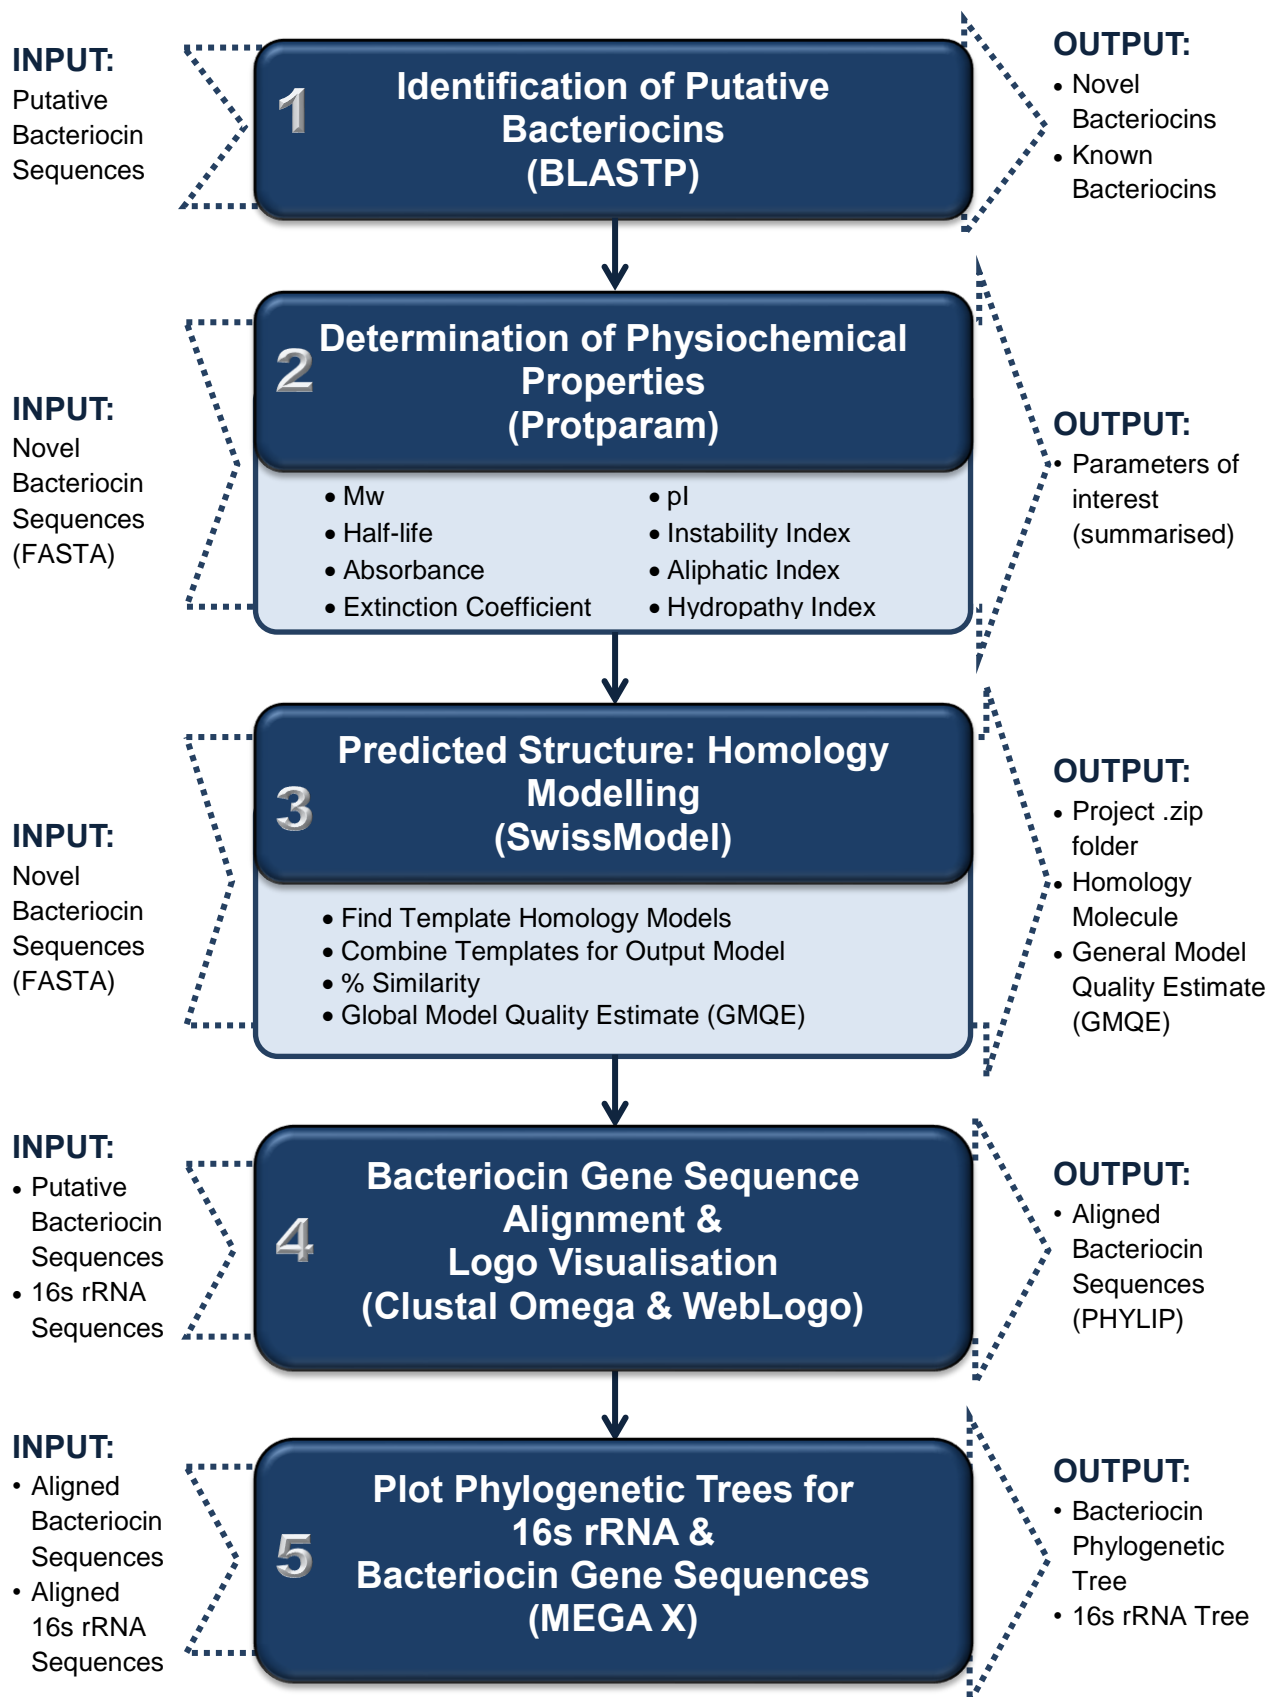 INPUT:
Putative
Bacteriocin
Sequences
1
Identification of Putative
Bacteriocins
(BLASTP)
OUTPUT:
• Novel
Bacteriocins
• Known
Bacteriocins
INPUT:
Novel
Bacteriocin
Sequences
(FASTA)
2
Determination of Physiochemical
Properties
(Protparam)
• Mw
• Half-life
• Absorbance
• Extinction Coefficient
• pI
• Instability Index
• Aliphatic Index
• Hydropathy Index
OUTPUT:
• Parameters of
interest
(summarised)
INPUT:
Novel
Bacteriocin
Sequences
(FASTA)
3
Predicted Structure: Homology
Modelling
(SwissModel)
• Find Template Homology Models
• Combine Templates for Output Model
• % Similarity
• Global Model Quality Estimate (GMQE)
OUTPUT:
• Project .zip
folder
• Homology
Molecule
• General Model
Quality Estimate
(GMQE)
INPUT:
• Putative
Bacteriocin
Sequences
• 16s rRNA
Sequences
4
Bacteriocin Gene Sequence
Alignment &
Logo Visualisation
(Clustal Omega & WebLogo)
OUTPUT:
• Aligned
Bacteriocin
Sequences
(PHYLIP)
INPUT:
• Aligned
Bacteriocin
Sequences
• Aligned
16s rRNA
Sequences
5
Plot Phylogenetic Trees for
16s rRNA &
Bacteriocin Gene Sequences
(MEGA X)
OUTPUT:
• Bacteriocin
Phylogenetic
Tree
• 16s rRNA Tree